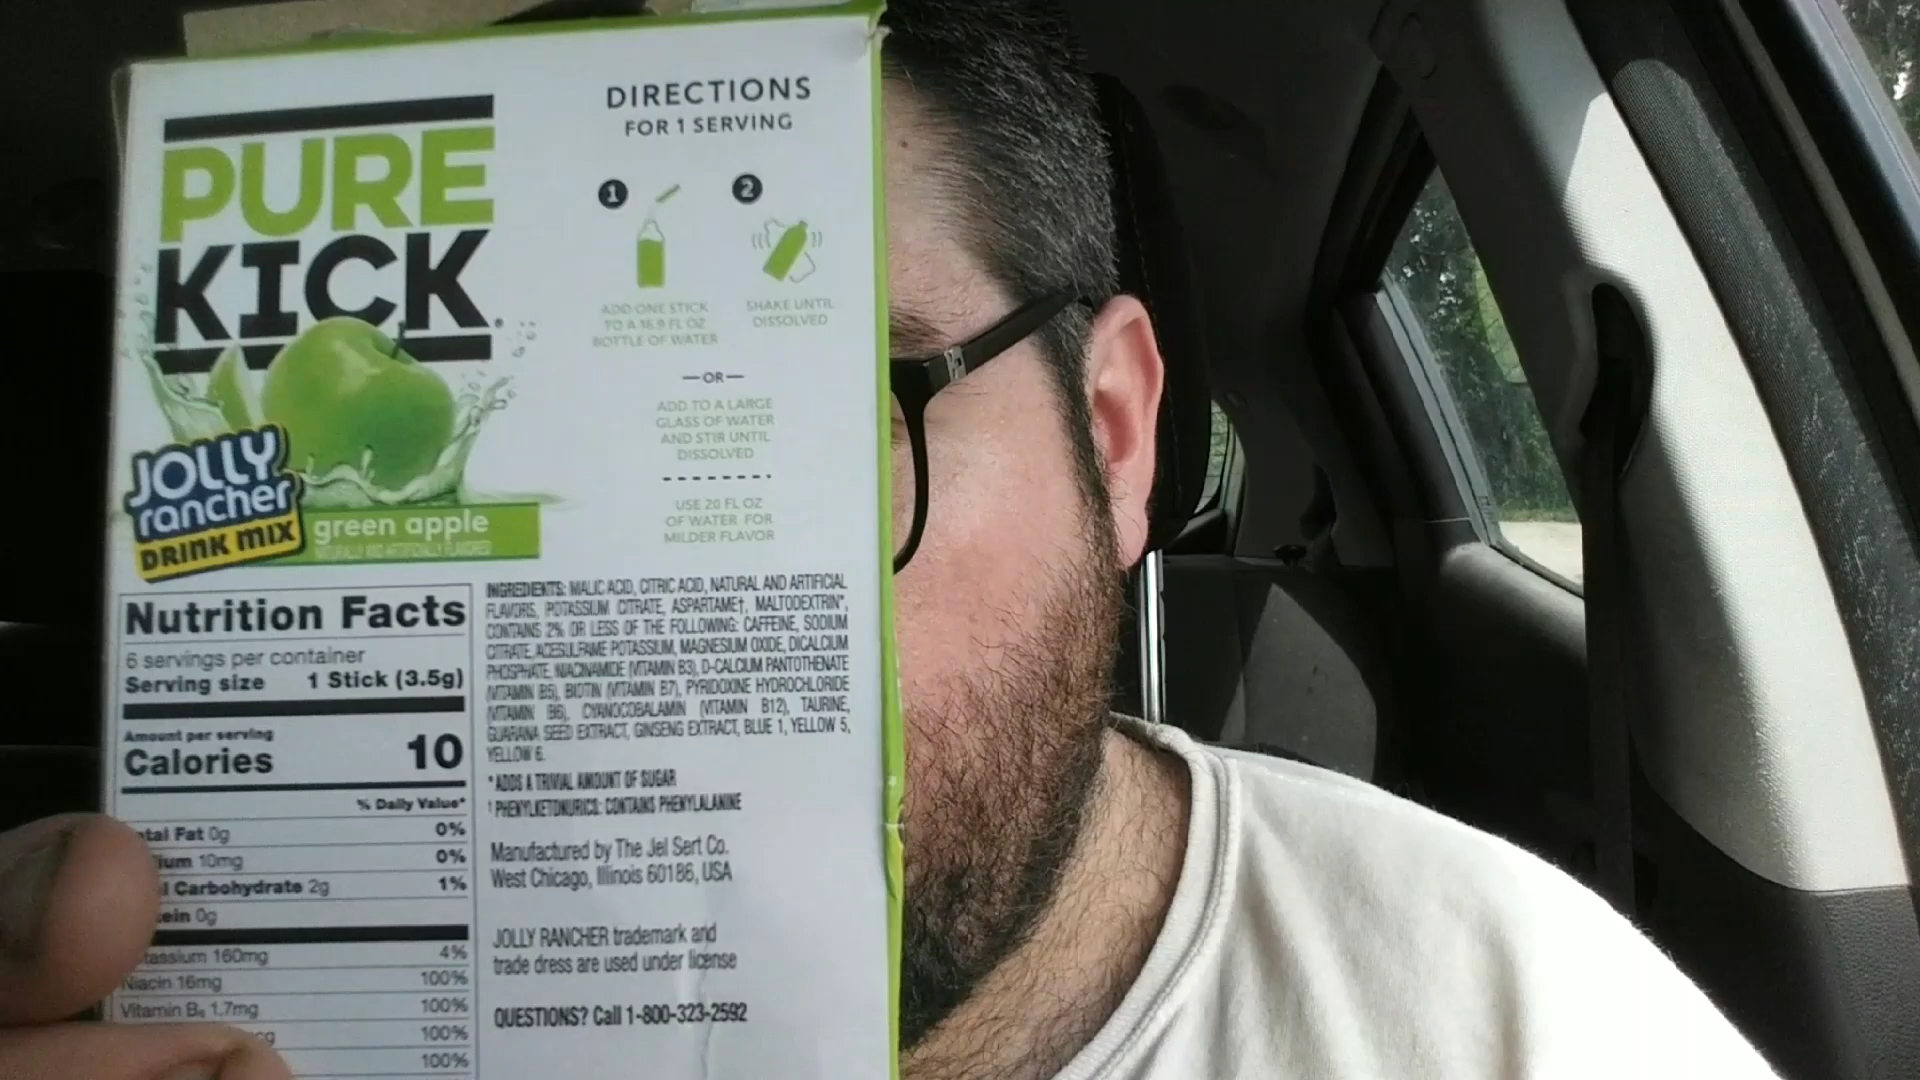 PURE
KICK®
JOLLY
rancher
DRINK MIX
green apple
NATURALLY AND ARTIFICIALLY FLAVORED
DIRECTIONS
FOR 1 SERVING
1
2
ADD ONE STICK
TO A 16.9 FL OZ
BOTTLE OF WATER
SHAKE UNTIL
DISSOLVED
—OR—
ADD TO A LARGE
GLASS OF WATER
AND STIR UNTIL
DISSOLVED
USE 20 FL OZ
OF WATER FOR
MILDER FLAVOR
Nutrition Facts
6 servings per container
Serving size 1 Stick (3.5g)
Amount per serving
Calories 10
% Daily Value*
tal Fat 0g 0%
ium 10mg 0%
l Carbohydrate 2g 1%
ein 0g
tassium 160mg 4%
Niacin 16mg 100%
Vitamin B₆ 1.7mg 100%
cg 100%
100%
INGREDIENTS: MALIC ACID, CITRIC ACID, NATURAL AND ARTIFICIAL
FLAVORS, POTASSIUM CITRATE, ASPARTAME†, MALTODEXTRIN*,
CONTAINS 2% OR LESS OF THE FOLLOWING: CAFFEINE, SODIUM
CITRATE, ACESULFAME POTASSIUM, MAGNESIUM OXIDE, DICALCIUM
PHOSPHATE, NIACINAMIDE (VITAMIN B3), D-CALCIUM PANTOTHENATE
(VITAMIN B5), BIOTIN (VITAMIN B7), PYRIDOXINE HYDROCHLORIDE
(VITAMIN B6), CYANOCOBALAMIN (VITAMIN B12), TAURINE,
GUARANA SEED EXTRACT, GINSENG EXTRACT, BLUE 1, YELLOW 5,
YELLOW 6.
*ADDS A TRIVIAL AMOUNT OF SUGAR
† PHENYLKETONURICS: CONTAINS PHENYLALANINE
Manufactured by The Jel Sert Co.
West Chicago, Illinois 60186, USA
JOLLY RANCHER trademark and
trade dress are used under license
QUESTIONS? Call 1-800-323-2592